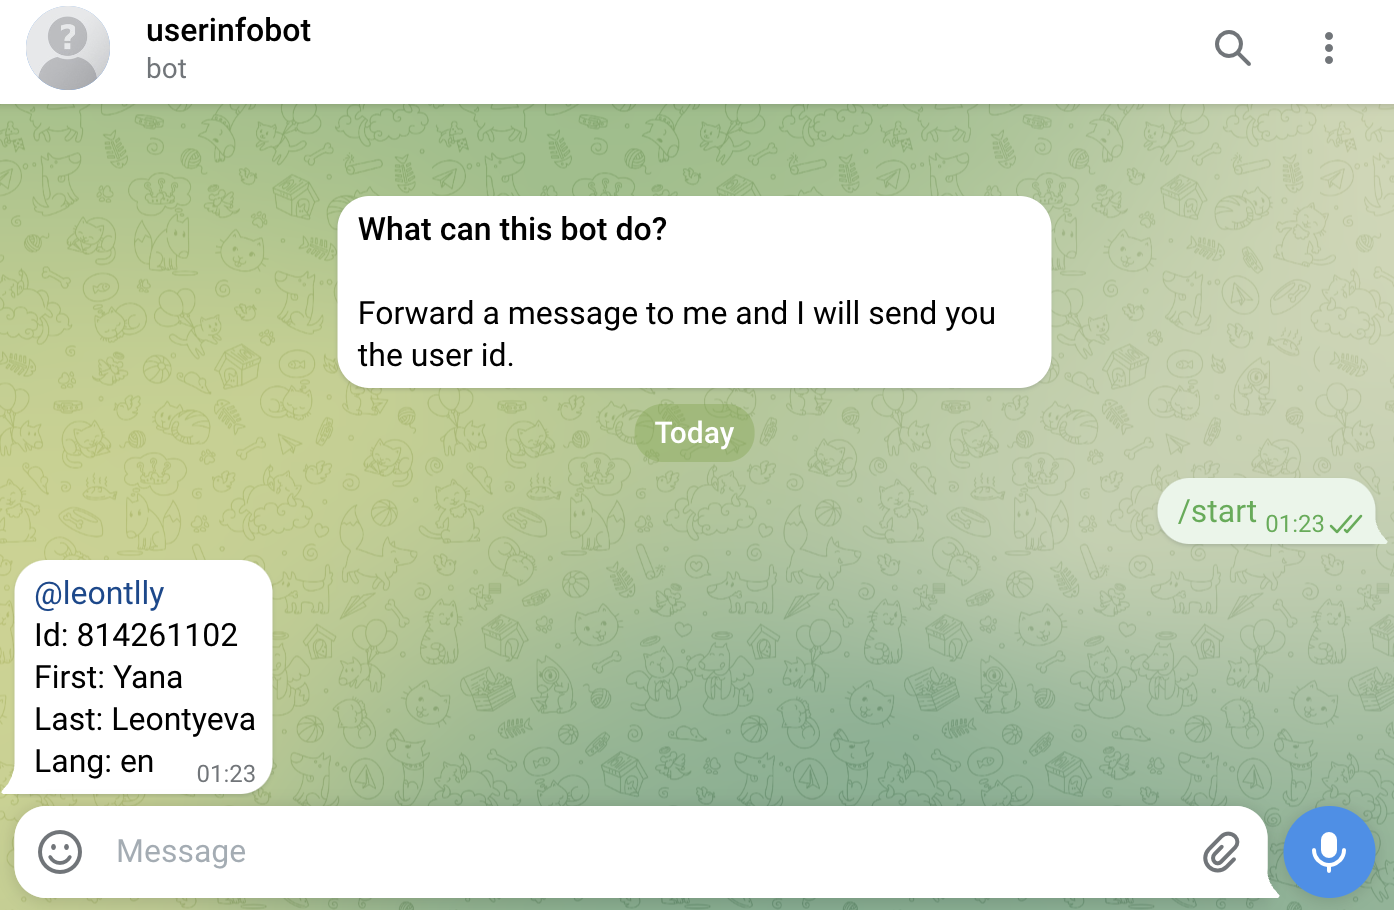 userinfobot
bot
What can this bot do?
Forward a message to me and I will send you
the user id.
Today
/start 01:23
@leontlly
Id: 814261102
First: Yana
Last: Leontyeva
Lang: en 01:23
Message